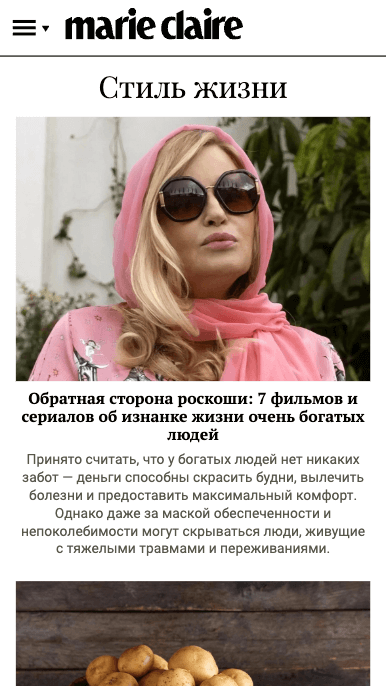 marie claire
Стиль жизни
Обратная сторона роскоши: 7 фильмов и
сериалов об изнанке жизни очень богатых
людей
Принято считать, что у богатых людей нет никаких
забот — деньги способны скрасить будни, вылечить
болезни и предоставить максимальный комфорт.
Однако даже за маской обеспеченности и
непоколебимости могут скрываться люди, живущие
с тяжелыми травмами и переживаниями.